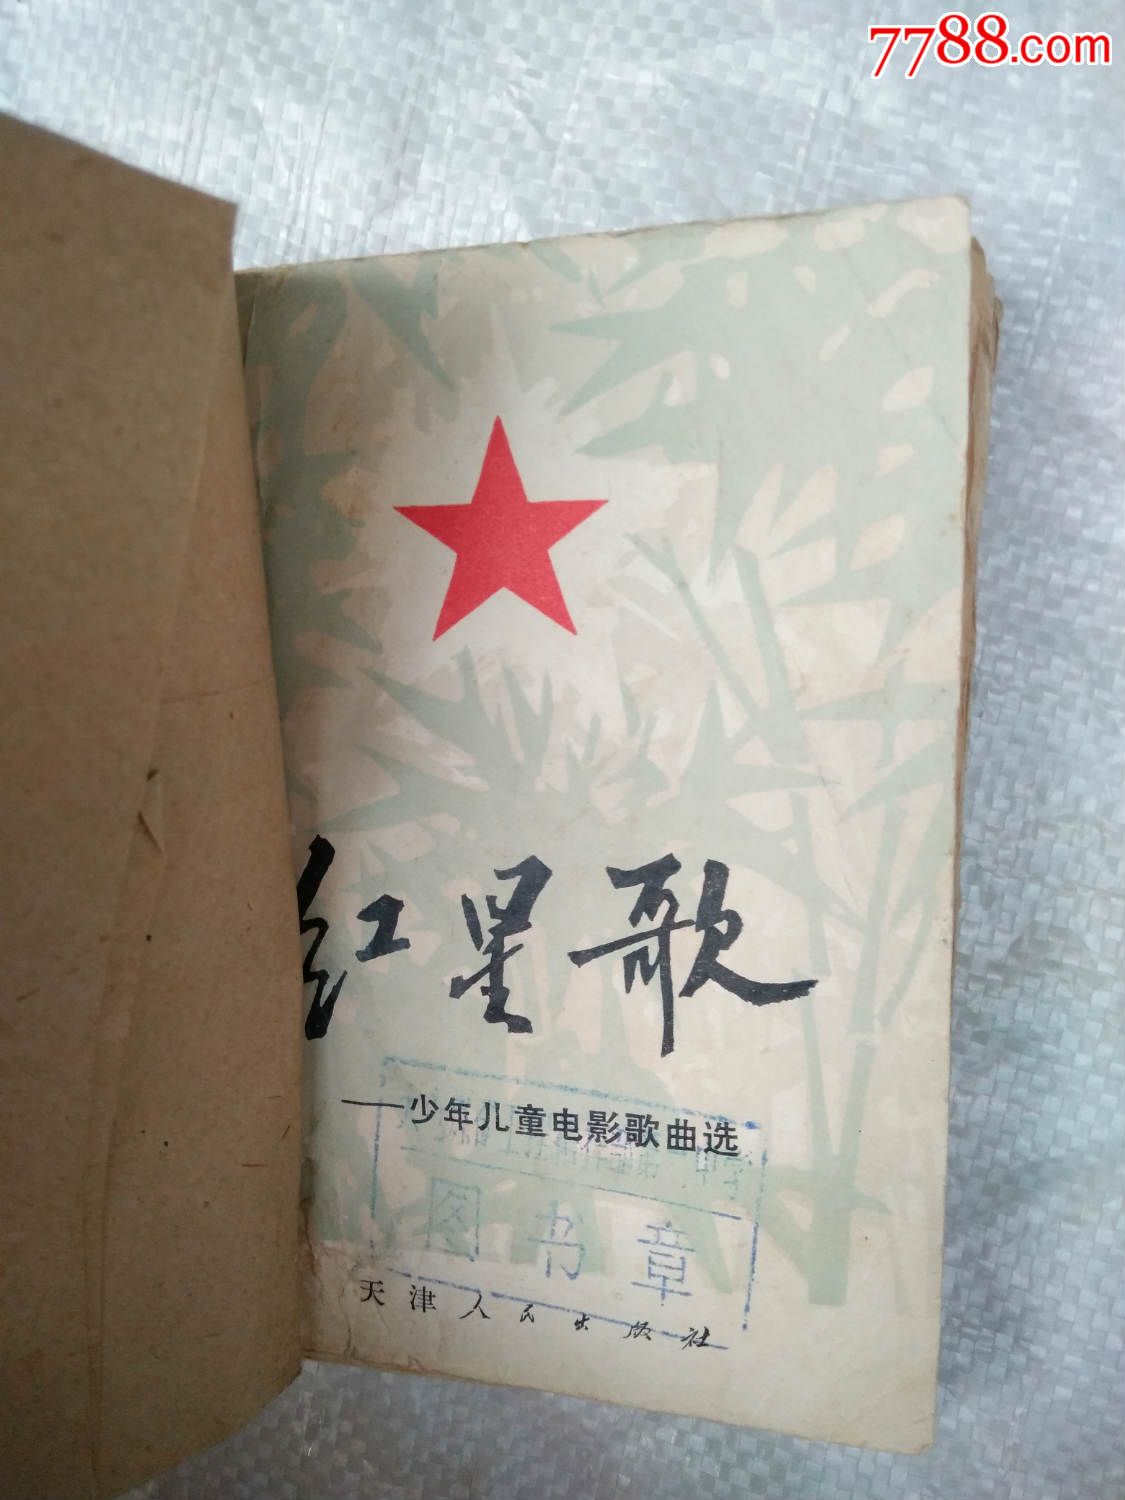 7788.com
红星歌
——少年儿童电影歌曲选
图书章
天津人民出版社